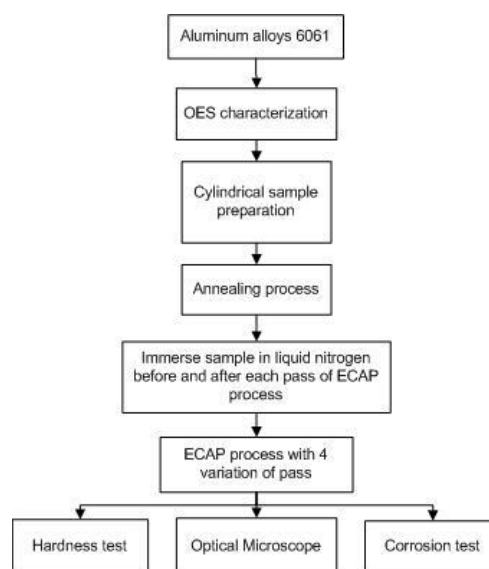 Aluminum alloys 6061
OES characterization
Cylindrical sample
preparation
Annealing process
Immerse sample in liquid nitrogen
before and after each pass of ECAP
process
ECAP process with 4
variation of pass
Hardness test
Optical Microscope
Corrosion test